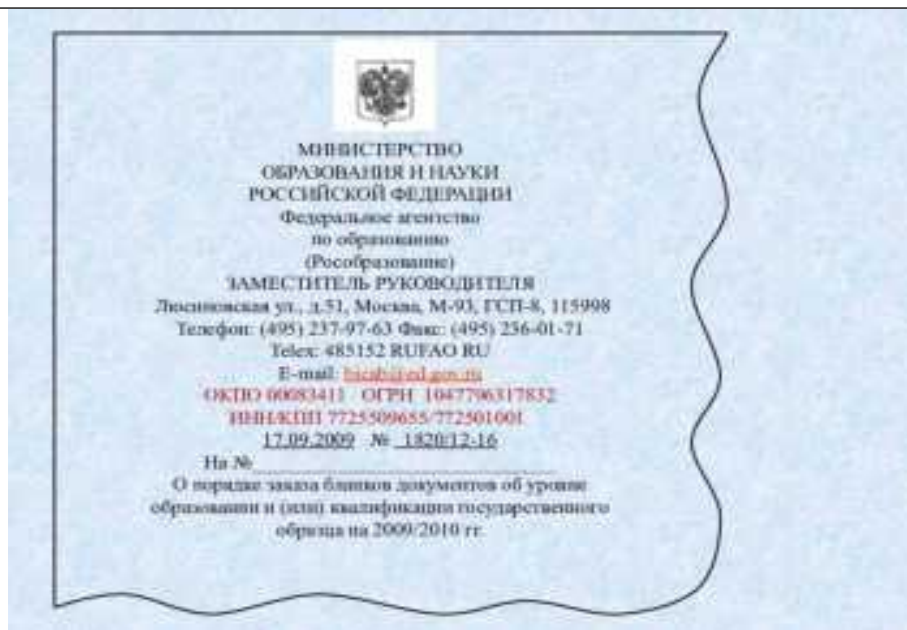 МИНИСТЕРСТВО
ОБРАЗОВАНИЯ И НАУКИ
РОССИЙСКОЙ ФЕДЕРАЦИИ
Федеральное агентство
по образованию
(Рособразование)
ЗАМЕСТИТЕЛЬ РУКОВОДИТЕЛЯ
Люсиновская ул., д.51, Москва, М-93, ГСП-8, 115998
Телефон: (495) 237-97-63 Факс: (495) 236-01-71
Telex: 485152 RUFAO RU
E-mail:
ОКПО 00083411 ОГРН 1047796317832
ИНН/КПП 7725509655/772501001
17.09.2009 № 1820/12-16
На №
О порядке заказа бланков документов об уровне
образовании и (или) квалификации государственного
образца на 2009/2010 гг.